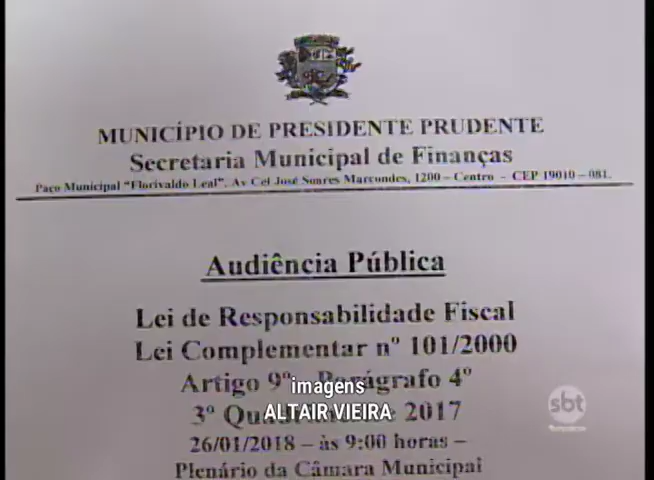 MUNICÍPIO DE PRESIDENTE PRUDENTE
Secretaria Municipal de Finanças
Paço Municipal "Florivaldo Leal", Av Cel José Soares Marcondes, 1200 – Centro – CEP 19010 – 081.
Audiência Pública
Lei de Responsabilidade Fiscal
Lei Complementar nº 101/2000
Artigo 9º – Parágrafo 4º
imagens
3º 2017
ALTAIR VIEIRA
sbt
26/01/2018 – às 9:00 horas –
Plenário da Câmara Municipal